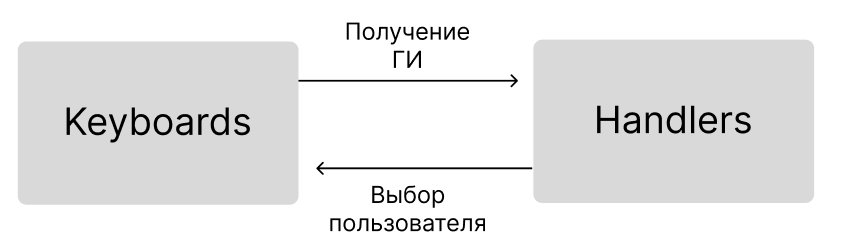 Получение
ГИ
Keyboards
Handlers
Выбор
пользователя